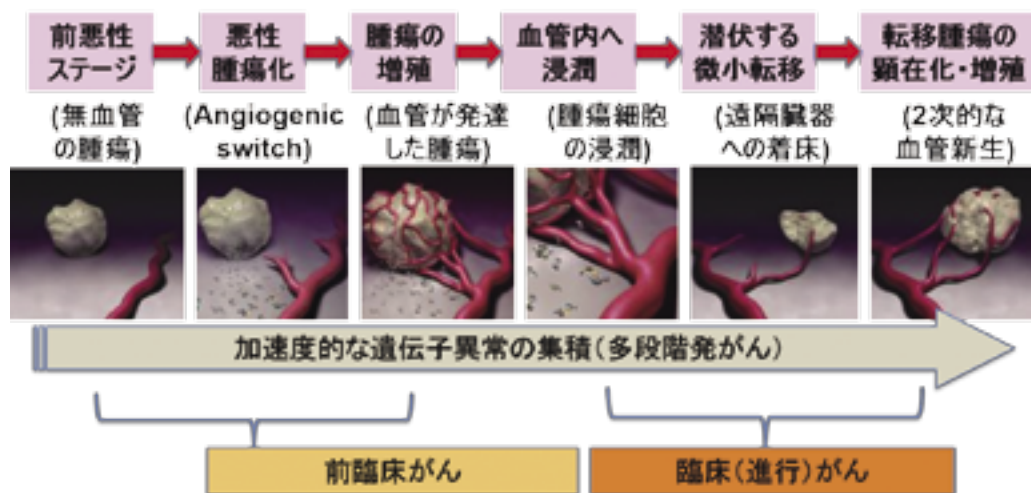 前悪性
ステージ
悪性
腫瘍化
腫瘍の
増殖
血管内へ
浸潤
潜伏する
微小転移
転移腫瘍の
顕在化・増殖
(無血管
の腫瘍)
(Angiogenic
switch)
(血管が発達
した腫瘍)
(腫瘍細胞
の浸潤)
(遠隔臓器
への着床)
(2次的な
血管新生)
加速度的な遺伝子異常の集積(多段階発がん)
前臨床がん
臨床(進行)がん